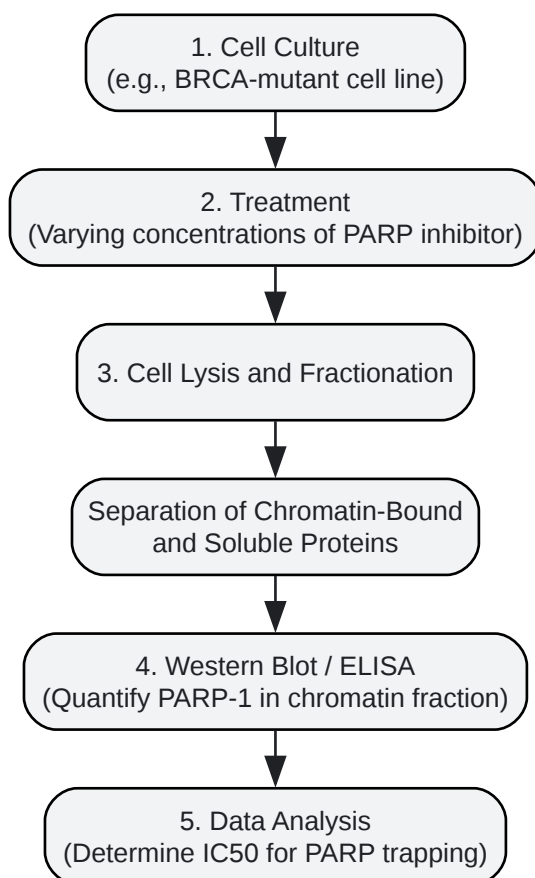 1. Cell Culture
(e.g., BRCA-mutant cell line)
2. Treatment
(Varying concentrations of PARP inhibitor)
3. Cell Lysis and Fractionation
Separation of Chromatin-Bound
and Soluble Proteins
4. Western Blot / ELISA
(Quantify PARP-1 in chromatin fraction)
5. Data Analysis
(Determine IC50 for PARP trapping)